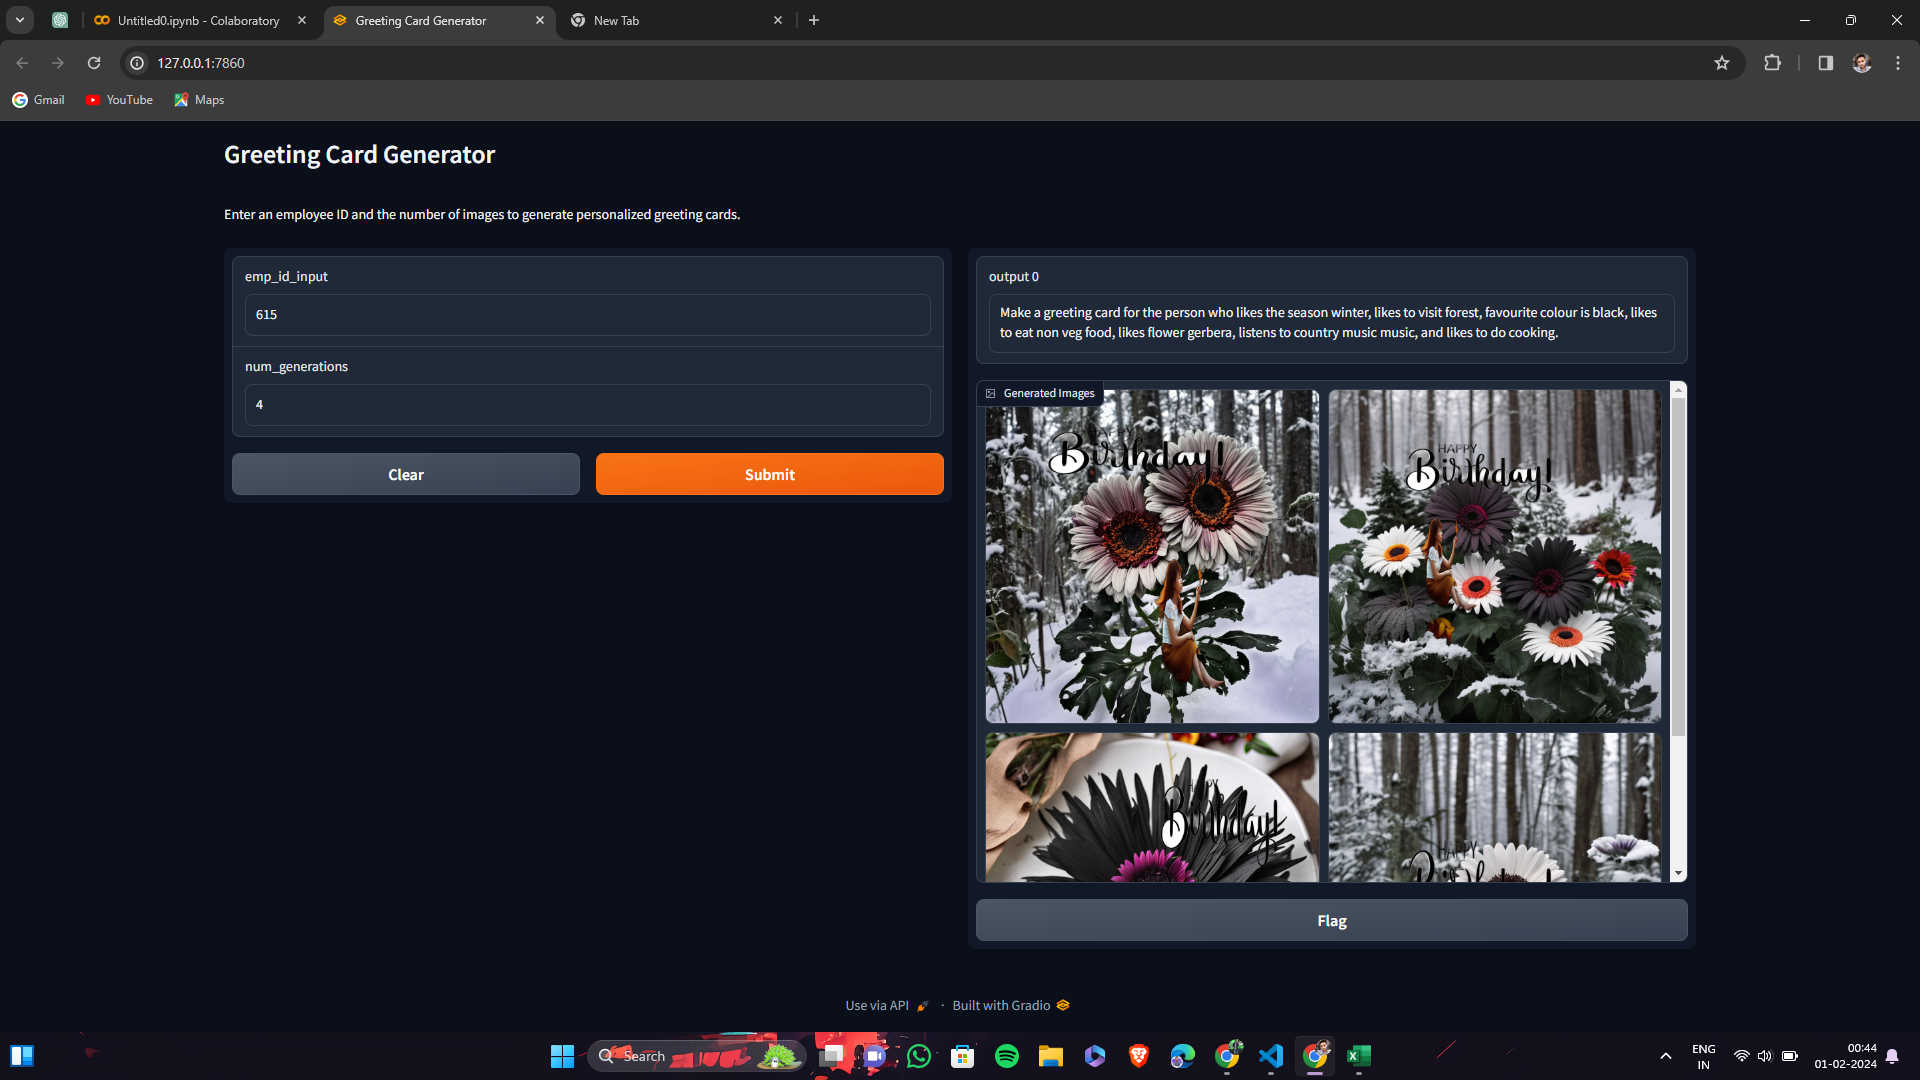 Untitled0.ipynb - Colaboratory
Greeting Card Generator
New Tab
127.0.0.1:7860
Gmail
YouTube
Maps
Greeting Card Generator
Enter an employee ID and the number of images to generate personalized greeting cards.
emp_id_input
615
num_generations
4
Clear
Submit
output 0
Make a greeting card for the person who likes the season winter, likes to visit forest, favourite colour is black, likes
to eat non veg food, likes flower gerbera, listens to country music music, and likes to do cooking.
Generated Images
HAPPY
Birthday!
HAPPY
Birthday!
HAPPY
Birthday!
HAPPY
Birthday!
Flag
Use via API · Built with Gradio
Search
ENG
IN
00:44
01-02-2024